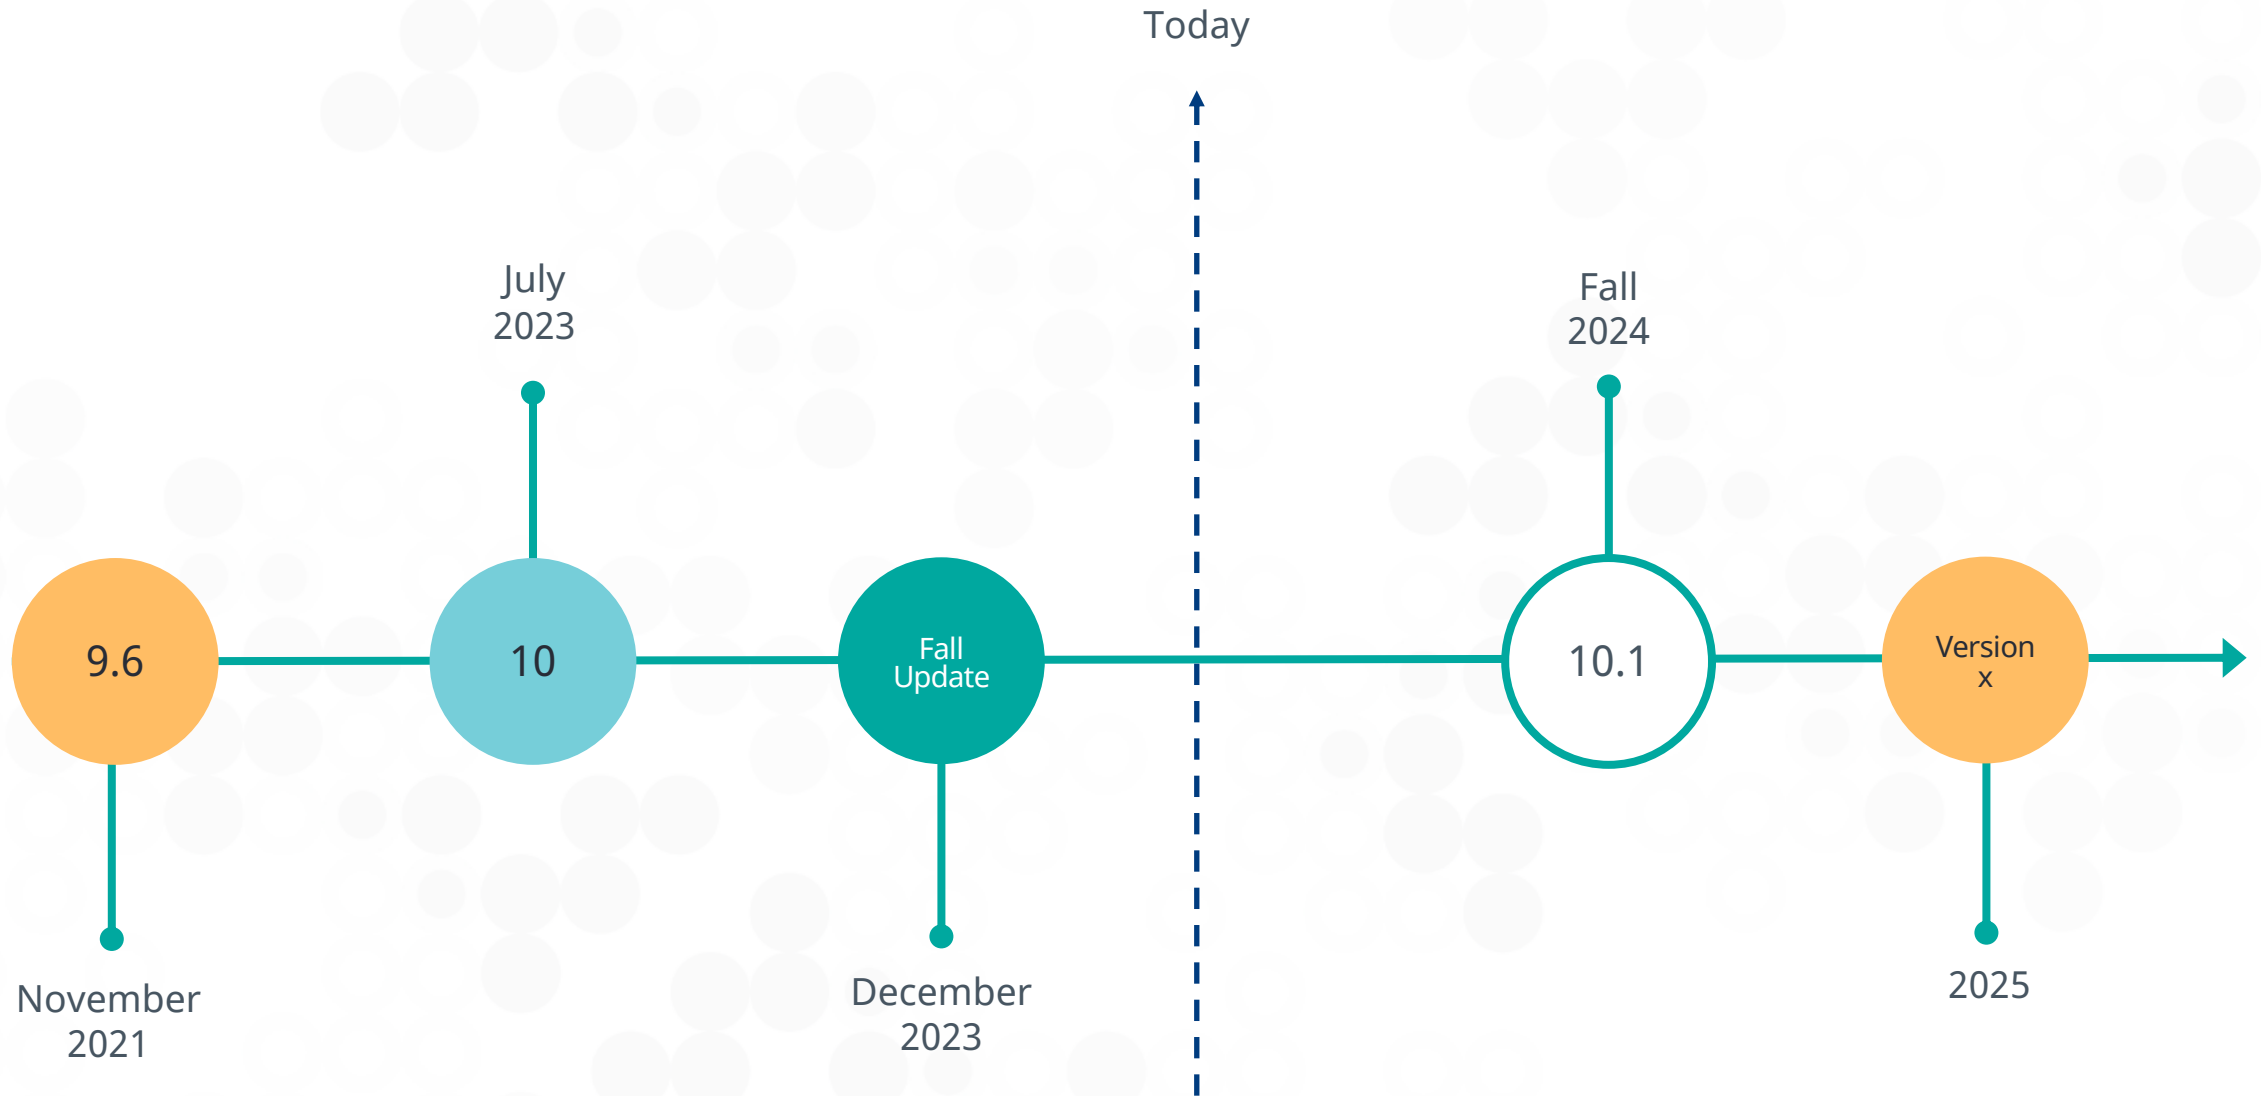 Today
July
2023
Fall
2024
9.6
10
Fall
Update
10.1
Version
x
November
2021
December
2023
2025